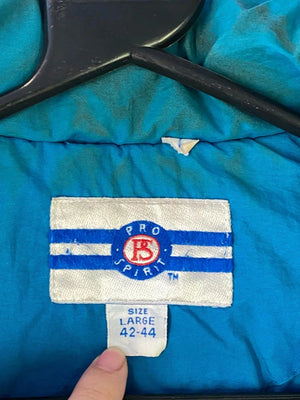 PRO
PS
SPIRIT
TM
SIZE
LARGE
42-44